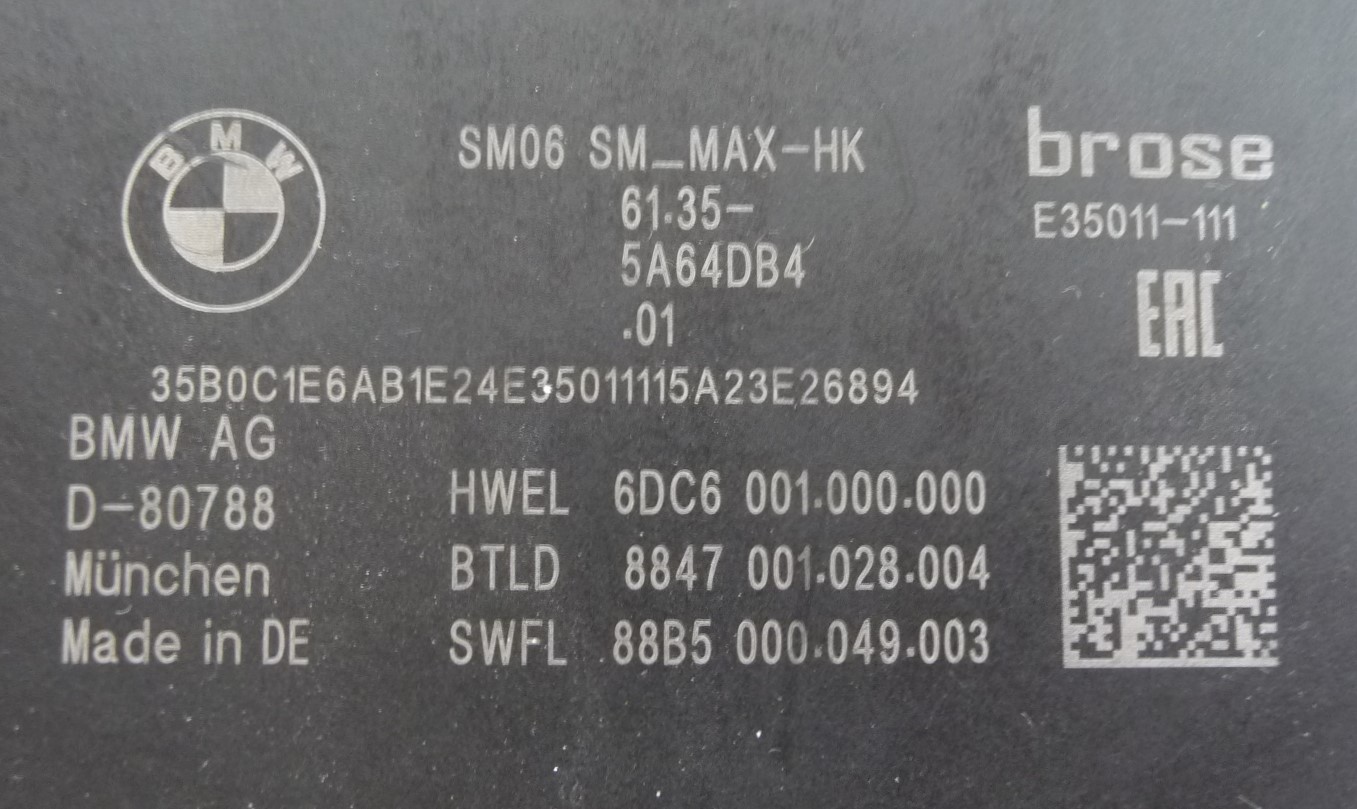 BMW
SM06 SM_MAX-HK
61.35-
5A64DB4
.01
brose
E35011-111
EAC
35B0C1E6AB1E24E35011115A23E26894
BMW AG
D-80788
München
Made in DE
HWEL 6DC6 001.000.000
BTLD 8847 001.028.004
SWFL 88B5 000.049.003